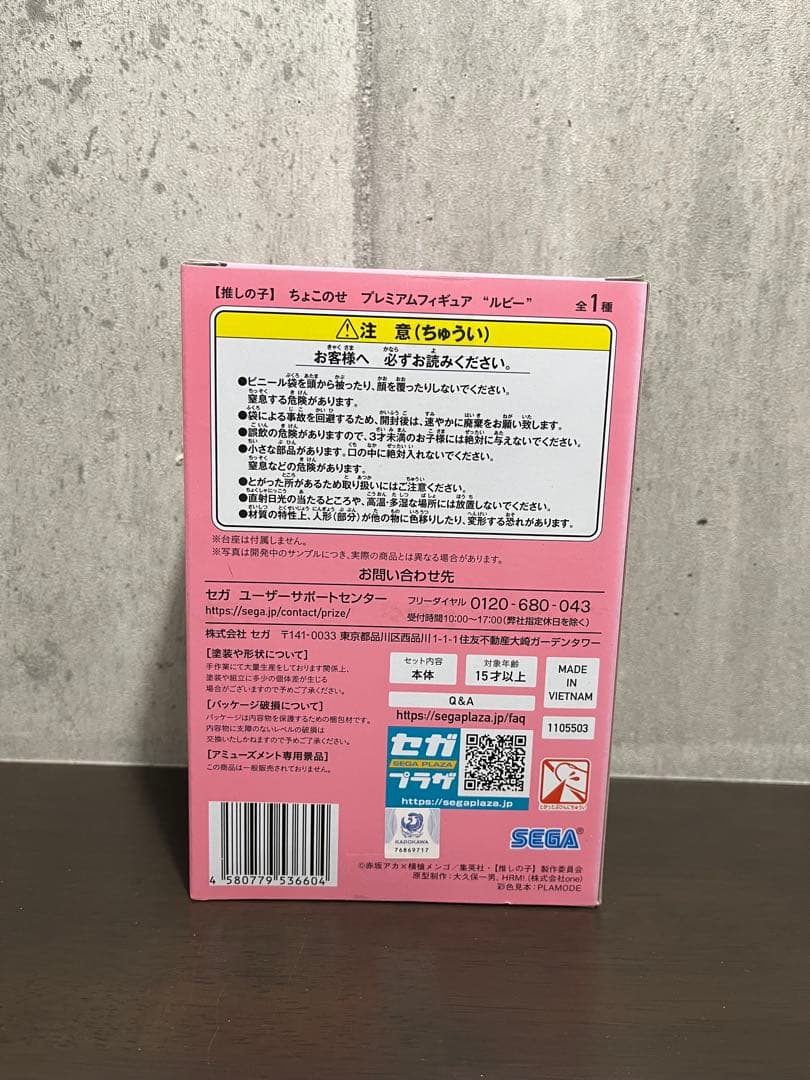 【推しの子】 ちょこのせ プレミアムフィギュア “ルビー” 全1種
⚠注 意(ちゅうい)
お客様へ 必ずお読みください。
●ビニール袋を頭から被ったり、顔を覆ったりしないでください。
窒息する危険があります。
●袋による事故を回避するため、開封後は、速やかに廃棄をお願い致します。
●誤飲の危険がありますので、3才未満のお子様には絶対に与えないでください。
●小さな部品があります。口の中に絶対入れないでください。
窒息などの危険があります。
●とがった所があるため取り扱いにはご注意ください。
●直射日光の当たるところや、高温・多湿な場所には放置しないでください。
●材質の特性上、人形(部分)が他の物に色移りしたり、変形する恐れがあります。
※台座は付属しません。
※写真は開発中のサンプルにつき、実際の商品とは異なる場合があります。
お問い合わせ先
セガ ユーザーサポートセンター フリーダイヤル 0120-680-043
https://sega.jp/contact/prize/ 受付時間10:00〜17:00(弊社指定休日を除く)
株式会社 セガ 〒141-0033 東京都品川区西品川1-1-1住友不動産大崎ガーデンタワー
[塗装や形状について]
手作業にて大量生産をしております関係上、
塗装や組立に多少の個体差が生じる
場合がございますので予めご了承ください。
[パッケージ破損について]
パッケージは内容物を保護するための梱包材です。
内容物に支障のないレベルの破損は
交換いたしかねますので予めご了承ください。
[アミューズメント専用景品]
この商品は一般販売されておりません。
セット内容
本体
対象年齢
15才以上
MADE
IN
VIETNAM
Q&A
https://segaplaza.jp/faq
1105503
セガ
SEGA PLAZA
プラザ
https://segaplaza.jp
とがったぶひんにちゅうい
KADOKAWA
76869717
SEGA
4 580779 536604
©赤坂アカ×横槍メンゴ/集英社・【推しの子】製作委員会
原型制作:大久保一男、HRM!(株式会社one)
彩色見本:PLAMODE